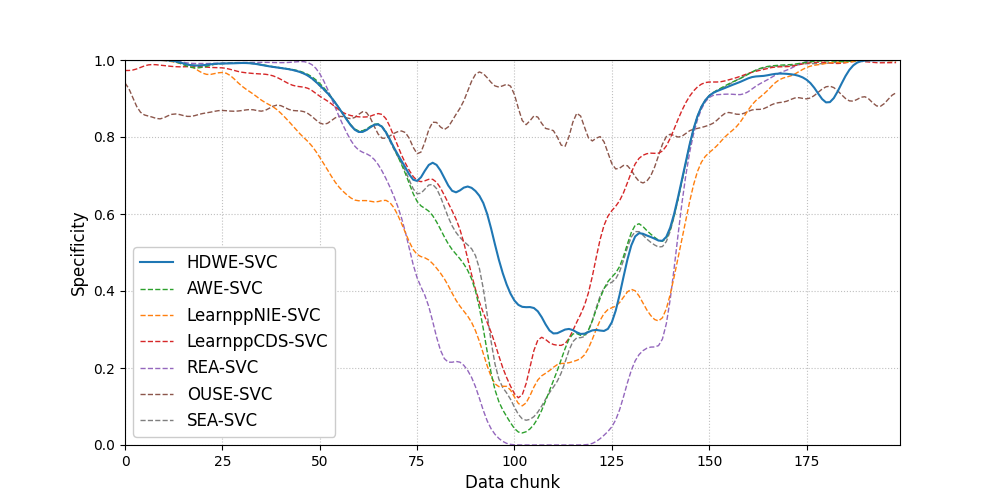 1.0
0.8
0.6
0.4
0.2
0.0
Specificity
HDWE-SVC
AWE-SVC
LearnppNIE-SVC
LearnppCDS-SVC
REA-SVC
OUSE-SVC
SEA-SVC
0 25 50 75 100 125 150 175
Data chunk